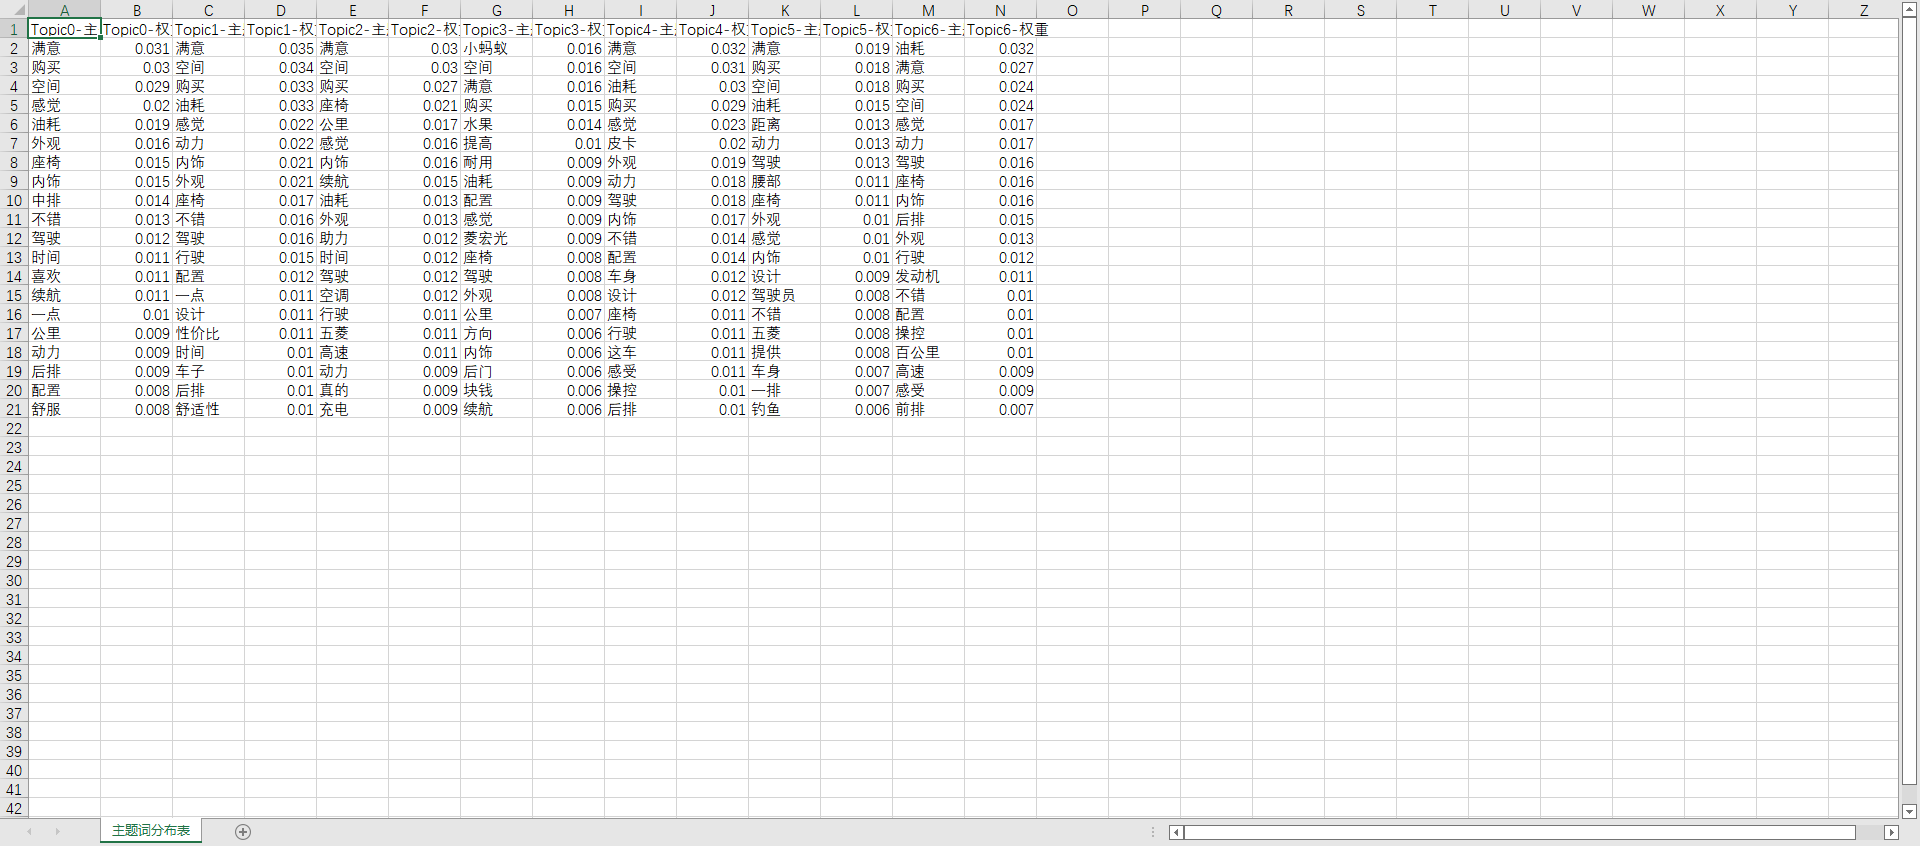 A B C D E F G H I J K L M N O P Q R S T U V W X Y Z
1 Topic0-主 Topic0-权 Topic1-主 Topic1-权 Topic2-主 Topic2-权 Topic3-主 Topic3-权 Topic4-主 Topic4-权 Topic5-主 Topic5-权 Topic6-主 Topic6-权重
2 满意 0.031 满意 0.035 满意 0.03 小蚂蚁 0.016 满意 0.032 满意 0.019 油耗 0.032
3 购买 0.03 空间 0.034 空间 0.03 空间 0.016 空间 0.031 购买 0.018 满意 0.027
4 空间 0.029 购买 0.033 购买 0.027 满意 0.016 油耗 0.03 空间 0.018 购买 0.024
5 感觉 0.02 油耗 0.033 座椅 0.021 购买 0.015 购买 0.029 油耗 0.015 空间 0.024
6 油耗 0.019 感觉 0.022 公里 0.017 水果 0.014 感觉 0.023 距离 0.013 感觉 0.017
7 外观 0.016 动力 0.022 感觉 0.016 提高 0.01 皮卡 0.02 动力 0.013 动力 0.017
8 座椅 0.015 内饰 0.021 内饰 0.016 耐用 0.009 外观 0.019 驾驶 0.013 驾驶 0.016
9 内饰 0.015 外观 0.021 续航 0.015 油耗 0.009 动力 0.018 腰部 0.011 座椅 0.016
10 中排 0.014 座椅 0.017 油耗 0.013 配置 0.009 驾驶 0.018 座椅 0.011 内饰 0.016
11 不错 0.013 不错 0.016 外观 0.013 感觉 0.009 内饰 0.017 外观 0.01 后排 0.015
12 驾驶 0.012 驾驶 0.016 助力 0.012 菱宏光 0.009 不错 0.014 感觉 0.01 外观 0.013
13 时间 0.011 行驶 0.015 时间 0.012 座椅 0.008 配置 0.014 内饰 0.01 行驶 0.012
14 喜欢 0.011 配置 0.012 驾驶 0.012 驾驶 0.008 车身 0.012 设计 0.009 发动机 0.011
15 续航 0.011 一点 0.011 空调 0.012 外观 0.008 设计 0.012 驾驶员 0.008 不错 0.01
16 一点 0.01 设计 0.011 行驶 0.011 公里 0.007 座椅 0.011 不错 0.008 配置 0.01
17 公里 0.009 性价比 0.011 五菱 0.011 方向 0.006 行驶 0.011 五菱 0.008 操控 0.01
18 动力 0.009 时间 0.01 高速 0.011 内饰 0.006 这车 0.011 提供 0.008 百公里 0.01
19 后排 0.009 车子 0.01 动力 0.009 后门 0.006 感受 0.011 车身 0.007 高速 0.009
20 配置 0.008 后排 0.01 真的 0.009 块钱 0.006 操控 0.01 一排 0.007 感受 0.009
21 舒服 0.008 舒适性 0.01 充电 0.009 续航 0.006 后排 0.01 钓鱼 0.006 前排 0.007
22
23
24
25
26
27
28
29
30
31
32
33
34
35
36
37
38
39
40
41
42
主题词分布表